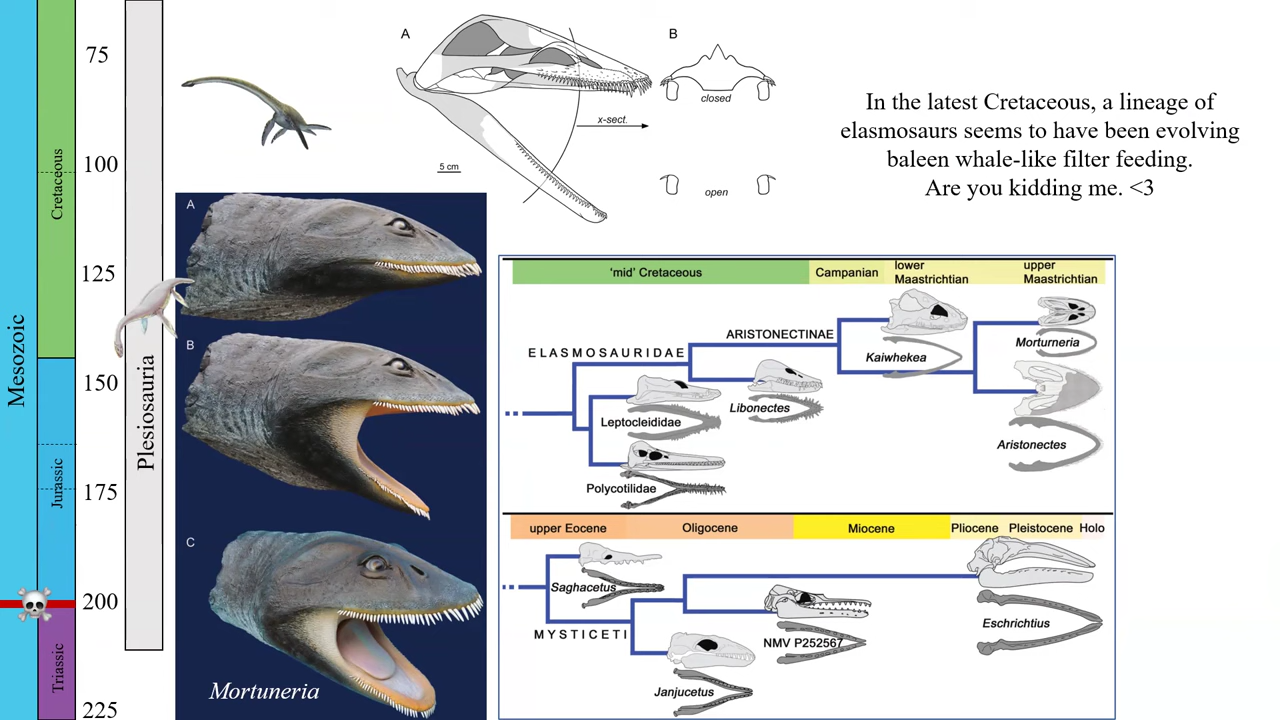 Mesozoic
Cretaceous
Jurassic
Triassic
75
100
125
150
175
200
225
Plesiosauria
A
B
closed
x-sect.
5 cm
open
In the latest Cretaceous, a lineage of
elasmosaurs seems to have been evolving
baleen whale-like filter feeding.
Are you kidding me. <3
A
B
C
Mortuneria
'mid' Cretaceous
Campanian
lower
Maastrichtian
upper
Maastrichtian
ARISTONECTINAE
ELASMOSAURIDAE
Morturneria
Kaiwhekea
Libonectes
Leptocleididae
Aristonectes
Polycotilidae
upper Eocene
Oligocene
Miocene
Pliocene
Pleistocene
Holo
Saghacetus
MYSTICETI
NMV P252567
Eschrichtius
Janjucetus